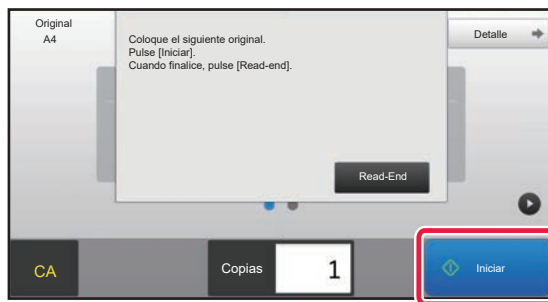 Original
A4
Coloque el siguiente original.
Pulse [Iniciar].
Cuando finalice, pulse [Read-end].
Detalle
Read-End
CA
Copias
1
Iniciar